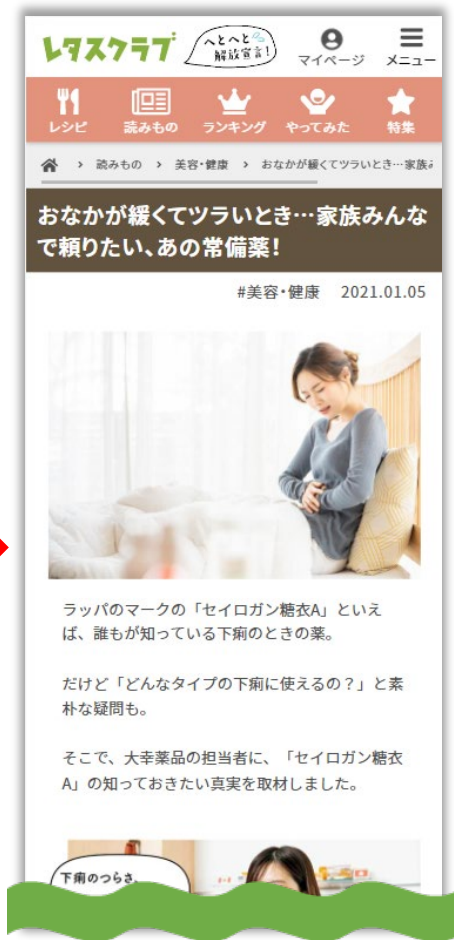 レタスクラブ
へとへと
解放宣言!
マイページ
メニュー
レシピ
読みもの
ランキング
やってみた
特集
› 読みもの › 美容・健康 › おなかが緩くてツラいとき…家族み
おなかが緩くてツラいとき…家族みんな
で頼りたい、あの常備薬！
#美容・健康 2021.01.05
ラッパのマークの「セイロガン糖衣A」といえ
ば、誰もが知っている下痢のときの薬。
だけど「どんなタイプの下痢に使えるの？」と素
朴な疑問も。
そこで、大幸薬品の担当者に、「セイロガン糖衣
A」の知っておきたい真実を取材しました。
下痢のつらさ、